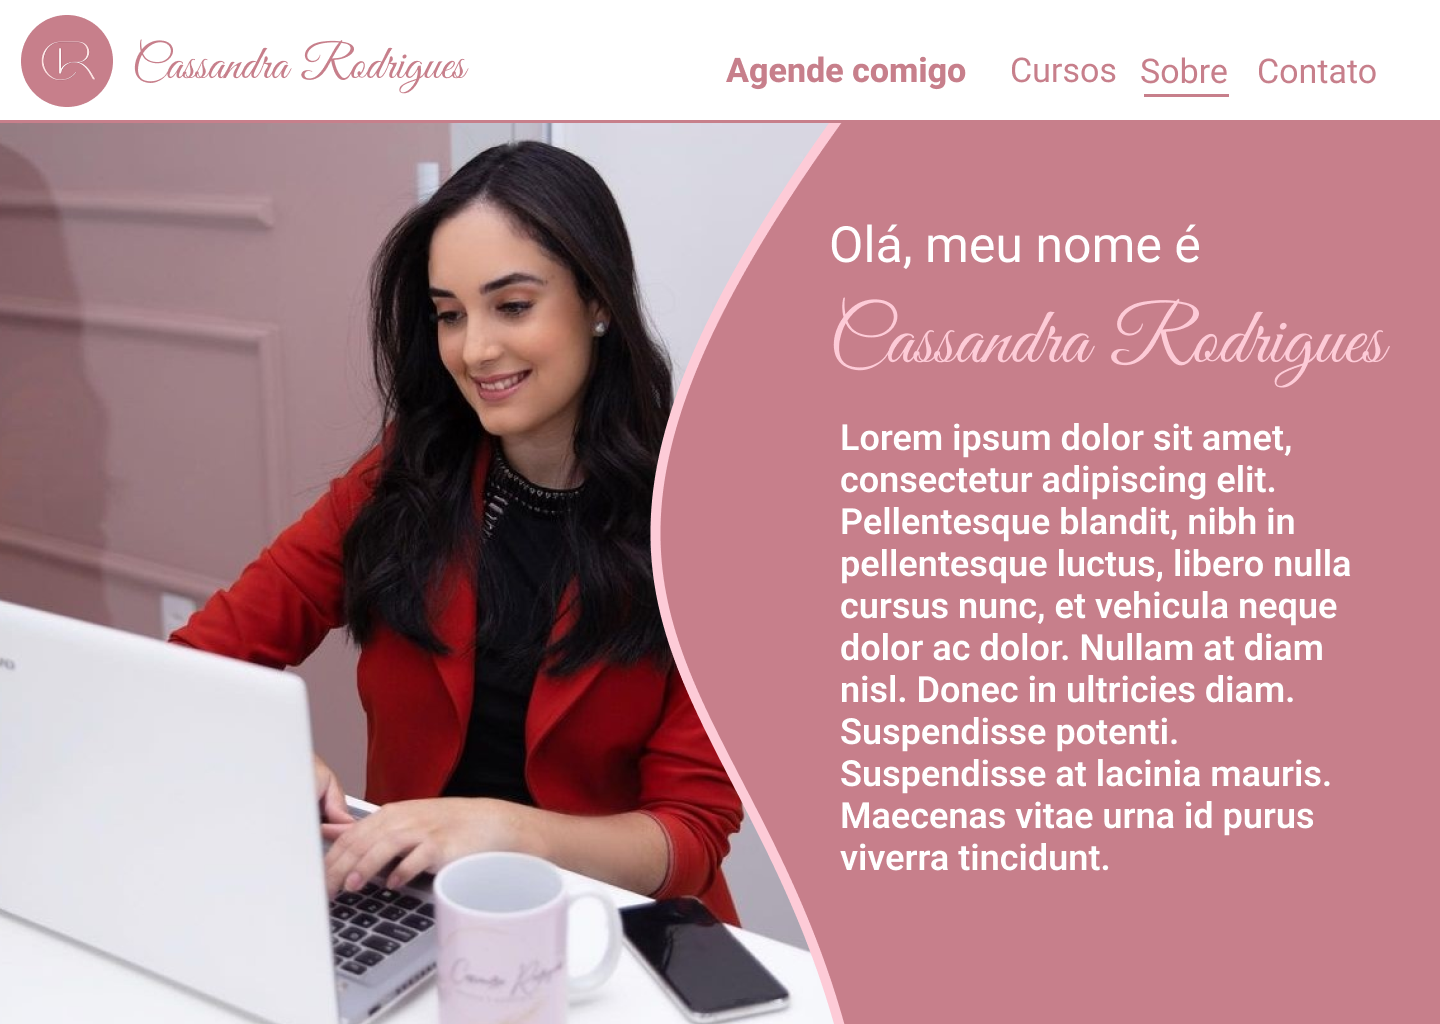 CR
Cassandra Rodrigues
Agende comigo Cursos Sobre Contato
Olá, meu nome é
Cassandra Rodrigues
Lorem ipsum dolor sit amet,
consectetur adipiscing elit.
Pellentesque blandit, nibh in
pellentesque luctus, libero nulla
cursus nunc, et vehicula neque
dolor ac dolor. Nullam at diam
nisl. Donec in ultricies diam.
Suspendisse potenti.
Suspendisse at lacinia mauris.
Maecenas vitae urna id purus
viverra tincidunt.